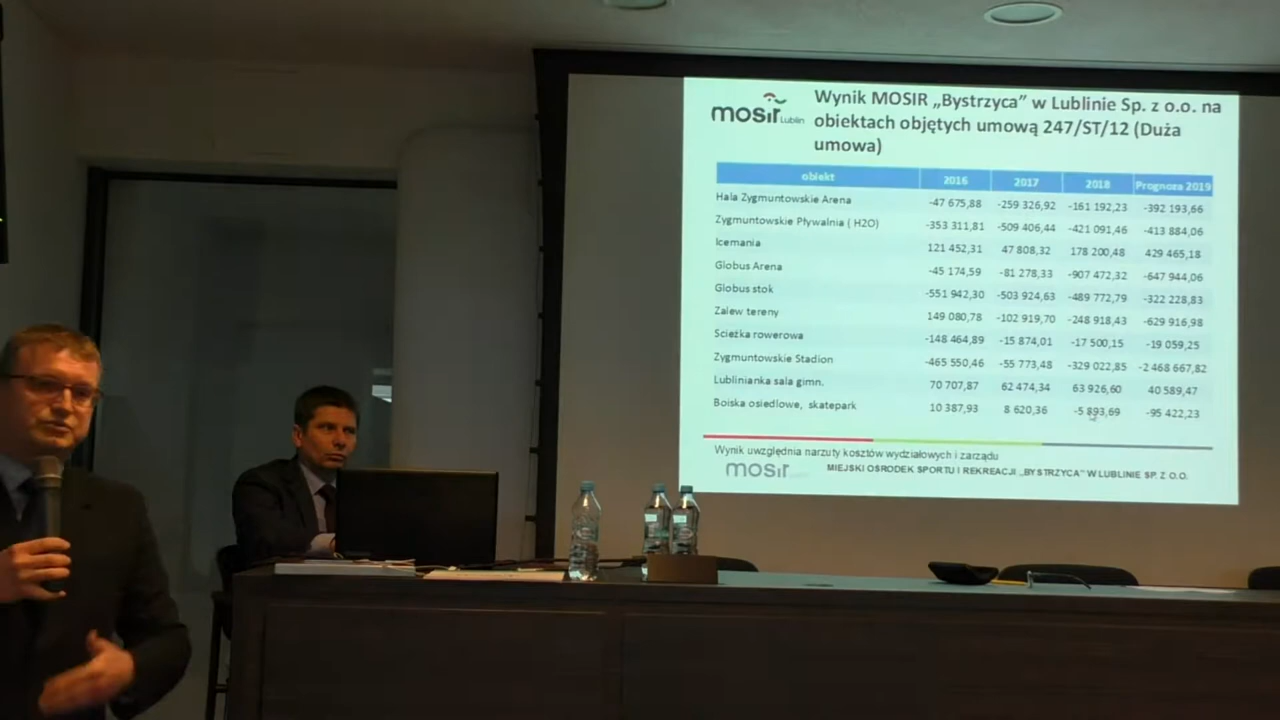 mosir Lublin
Wynik MOSIR „Bystrzyca” w Lublinie Sp. z o.o. na
obiektach objętych umową 247/ST/12 (Duża
umowa)
obiekt 2016 2017 2018 Prognoza 2019
Hala Zygmuntowskie Arena -47 675,88 -259 326,92 -161 192,23 -392 193,66
Zygmuntowskie Pływalnia ( H2O) -353 311,81 -509 406,44 -421 091,46 -413 884,06
Icemania 121 452,31 47 808,32 178 200,48 429 465,18
Globus Arena -45 174,59 -81 278,33 -907 472,32 -647 944,06
Globus stok -551 942,30 -503 924,63 -489 772,79 -322 228,83
Zalew tereny 149 080,78 -102 919,70 -248 918,43 -629 916,98
Scieżka rowerowa -148 464,89 -15 874,01 -17 500,15 -19 059,25
Zygmuntowskie Stadion -465 550,46 -55 773,48 -329 022,85 -2 468 667,82
Lublinianka sala gimn. 70 707,87 62 474,34 63 926,60 40 589,47
Boiska osiedlowe, skatepark 10 387,93 8 620,36 -5 893,69 -95 422,23
Wynik uwzględnia narzuty kosztów wydziałowych i zarządu
mosir MIEJSKI OŚRODEK SPORTU I REKREACJI „BYSTRZYCA” W LUBLINIE SP. Z O.O.